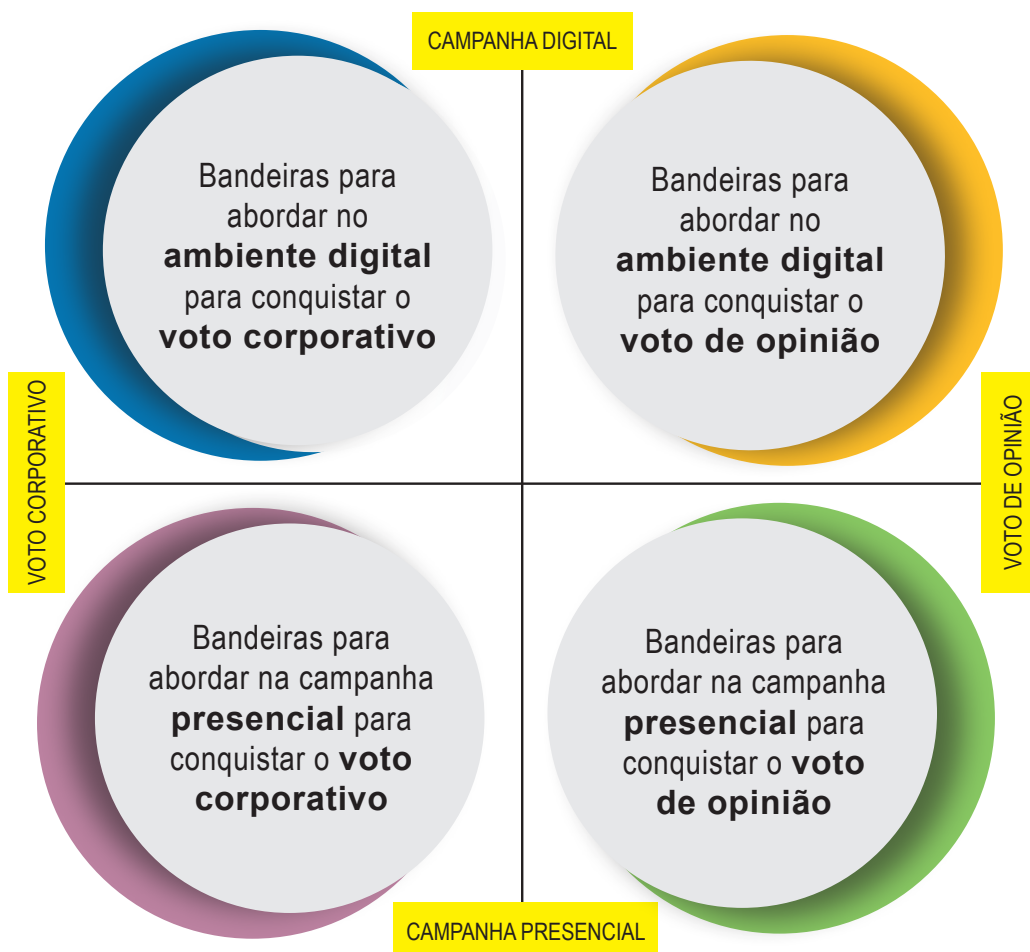 CAMPANHA DIGITAL
Bandeiras para
abordar no
ambiente digital
para conquistar o
voto corporativo
Bandeiras para
abordar no
ambiente digital
para conquistar o
voto de opinião
VOTO CORPORATIVO
VOTO DE OPINIÃO
Bandeiras para
abordar na campanha
presencial para
conquistar o voto
corporativo
Bandeiras para
abordar na campanha
presencial para
conquistar o voto
de opinião
CAMPANHA PRESENCIAL